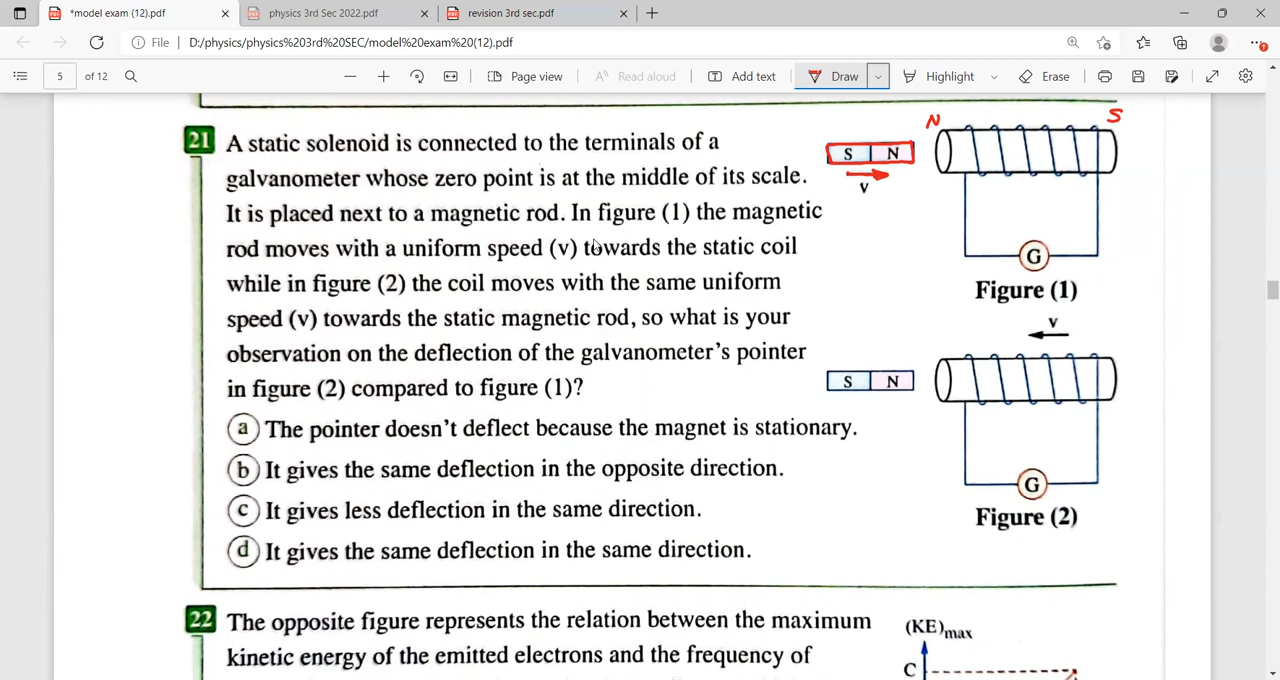 *model exam (12).pdf
physics 3rd Sec 2022.pdf
revision 3rd sec.pdf
File
D:/physics/physics%203rd%20SEC/model%20exam%20(12).pdf
5
of 12
Page view
Read aloud
Add text
Draw
Highlight
Erase
21 A static solenoid is connected to the terminals of a
galvanometer whose zero point is at the middle of its scale.
It is placed next to a magnetic rod. In figure (1) the magnetic
rod moves with a uniform speed (v) towards the static coil
while in figure (2) the coil moves with the same uniform
speed (v) towards the static magnetic rod, so what is your
observation on the deflection of the galvanometer's pointer
in figure (2) compared to figure (1)?
a The pointer doesn't deflect because the magnet is stationary.
b It gives the same deflection in the opposite direction.
c It gives less deflection in the same direction.
d It gives the same deflection in the same direction.
N S
S N
v
G
Figure (1)
v
S N
G
Figure (2)
22 The opposite figure represents the relation between the maximum
kinetic energy of the emitted electrons and the frequency of
(KE)max
C